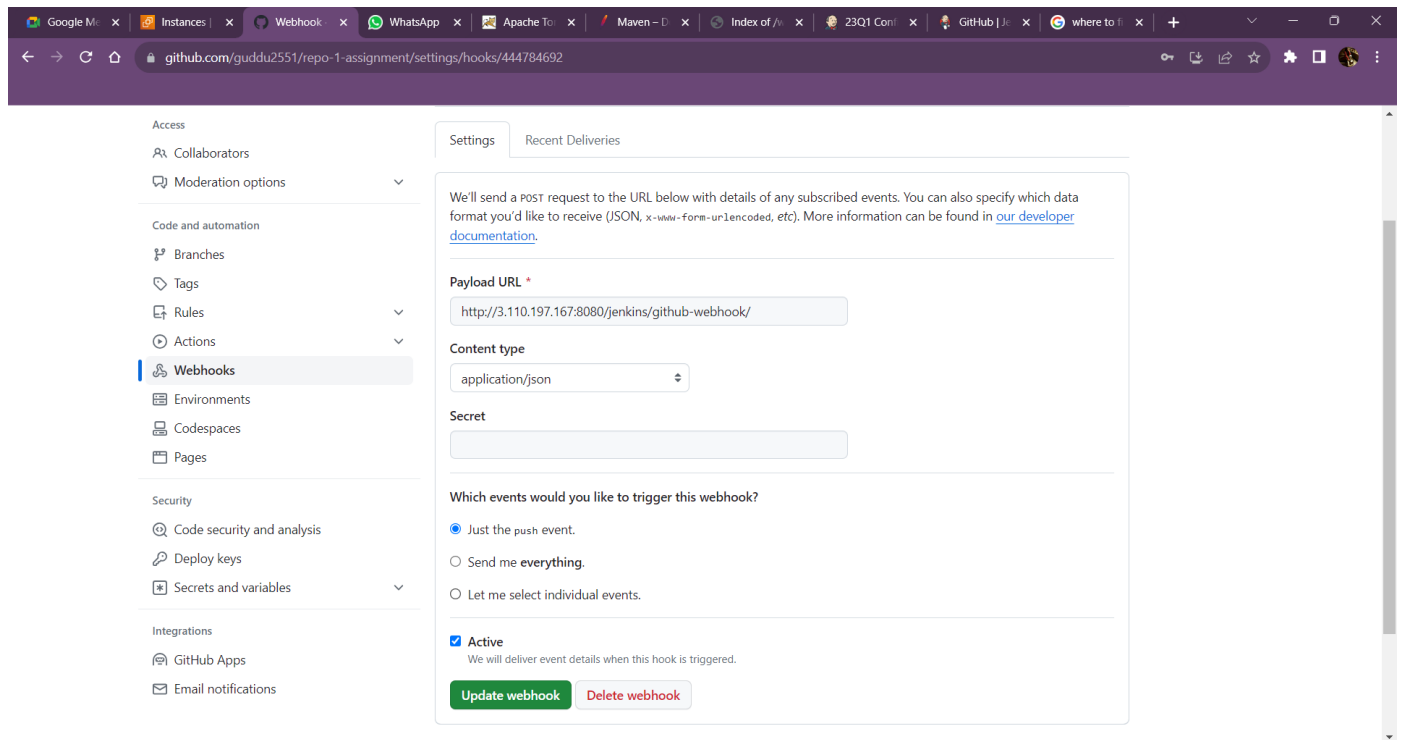 Google Me
Instances |
Webhook
WhatsApp
Apache To
Maven – D
Index of /
23Q1 Con
GitHub | Je
where to fi
github.com/guddu2551/repo-1-assignment/settings/hooks/444784692
Access
Collaborators
Moderation options
Code and automation
Branches
Tags
Rules
Actions
Webhooks
Environments
Codespaces
Pages
Security
Code security and analysis
Deploy keys
Secrets and variables
Integrations
GitHub Apps
Email notifications
Settings
Recent Deliveries
We'll send a POST request to the URL below with details of any subscribed events. You can also specify which data
format you'd like to receive (JSON, x-www-form-urlencoded, etc). More information can be found in our developer
documentation.
Payload URL *
http://3.110.197.167:8080/jenkins/github-webhook/
Content type
application/json
Secret
Which events would you like to trigger this webhook?
Just the push event.
Send me everything.
Let me select individual events.
Active
We will deliver event details when this hook is triggered.
Update webhook
Delete webhook